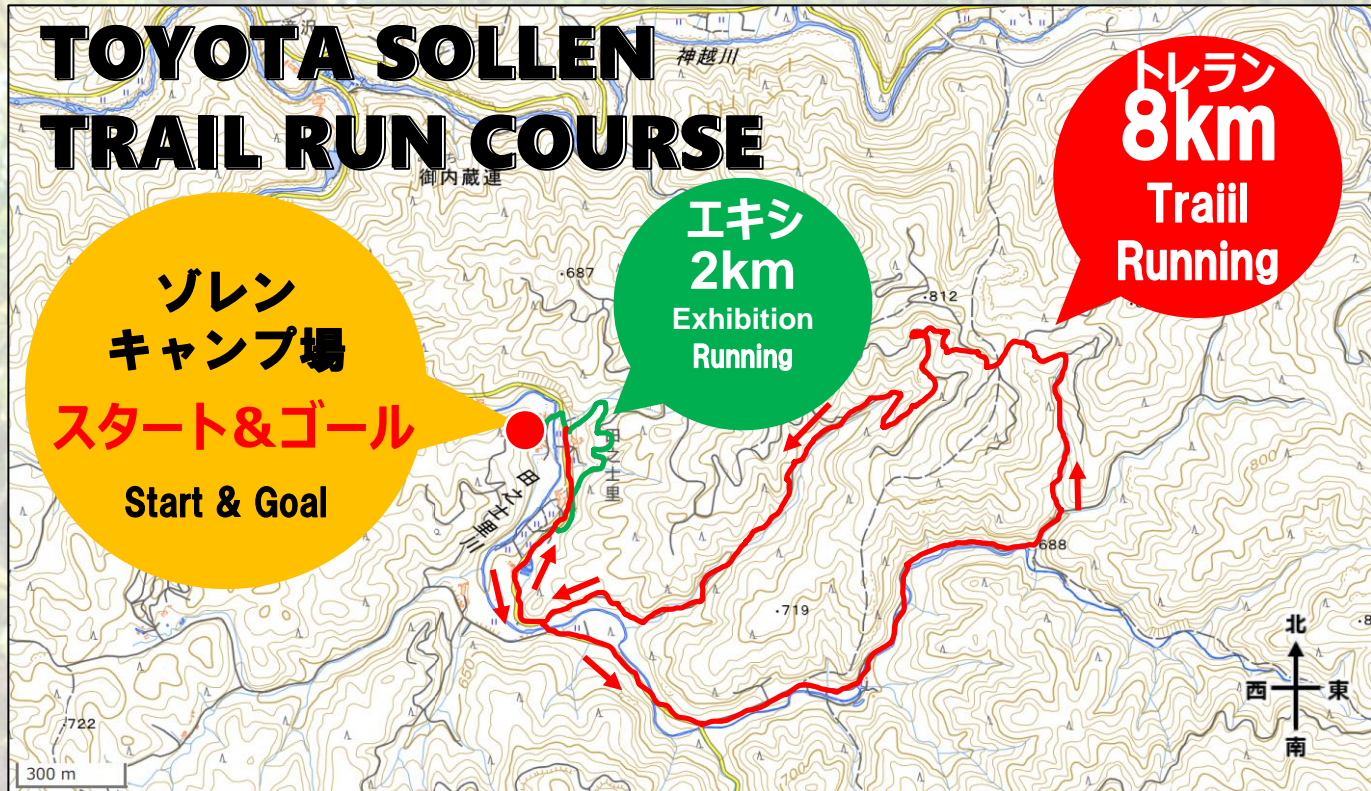 TOYOTA SOLLEN
TRAIL RUN COURSE
神越川
御内蔵連
トレラン
8km
Traiil
Running
ゾレン
キャンプ場
スタート&ゴール
Start & Goal
エキシ
2km
Exhibition
Running
・687
・812
田之士里
田之士里川
・688
・719
・722
650
700
800
北
西
東
南
300 m